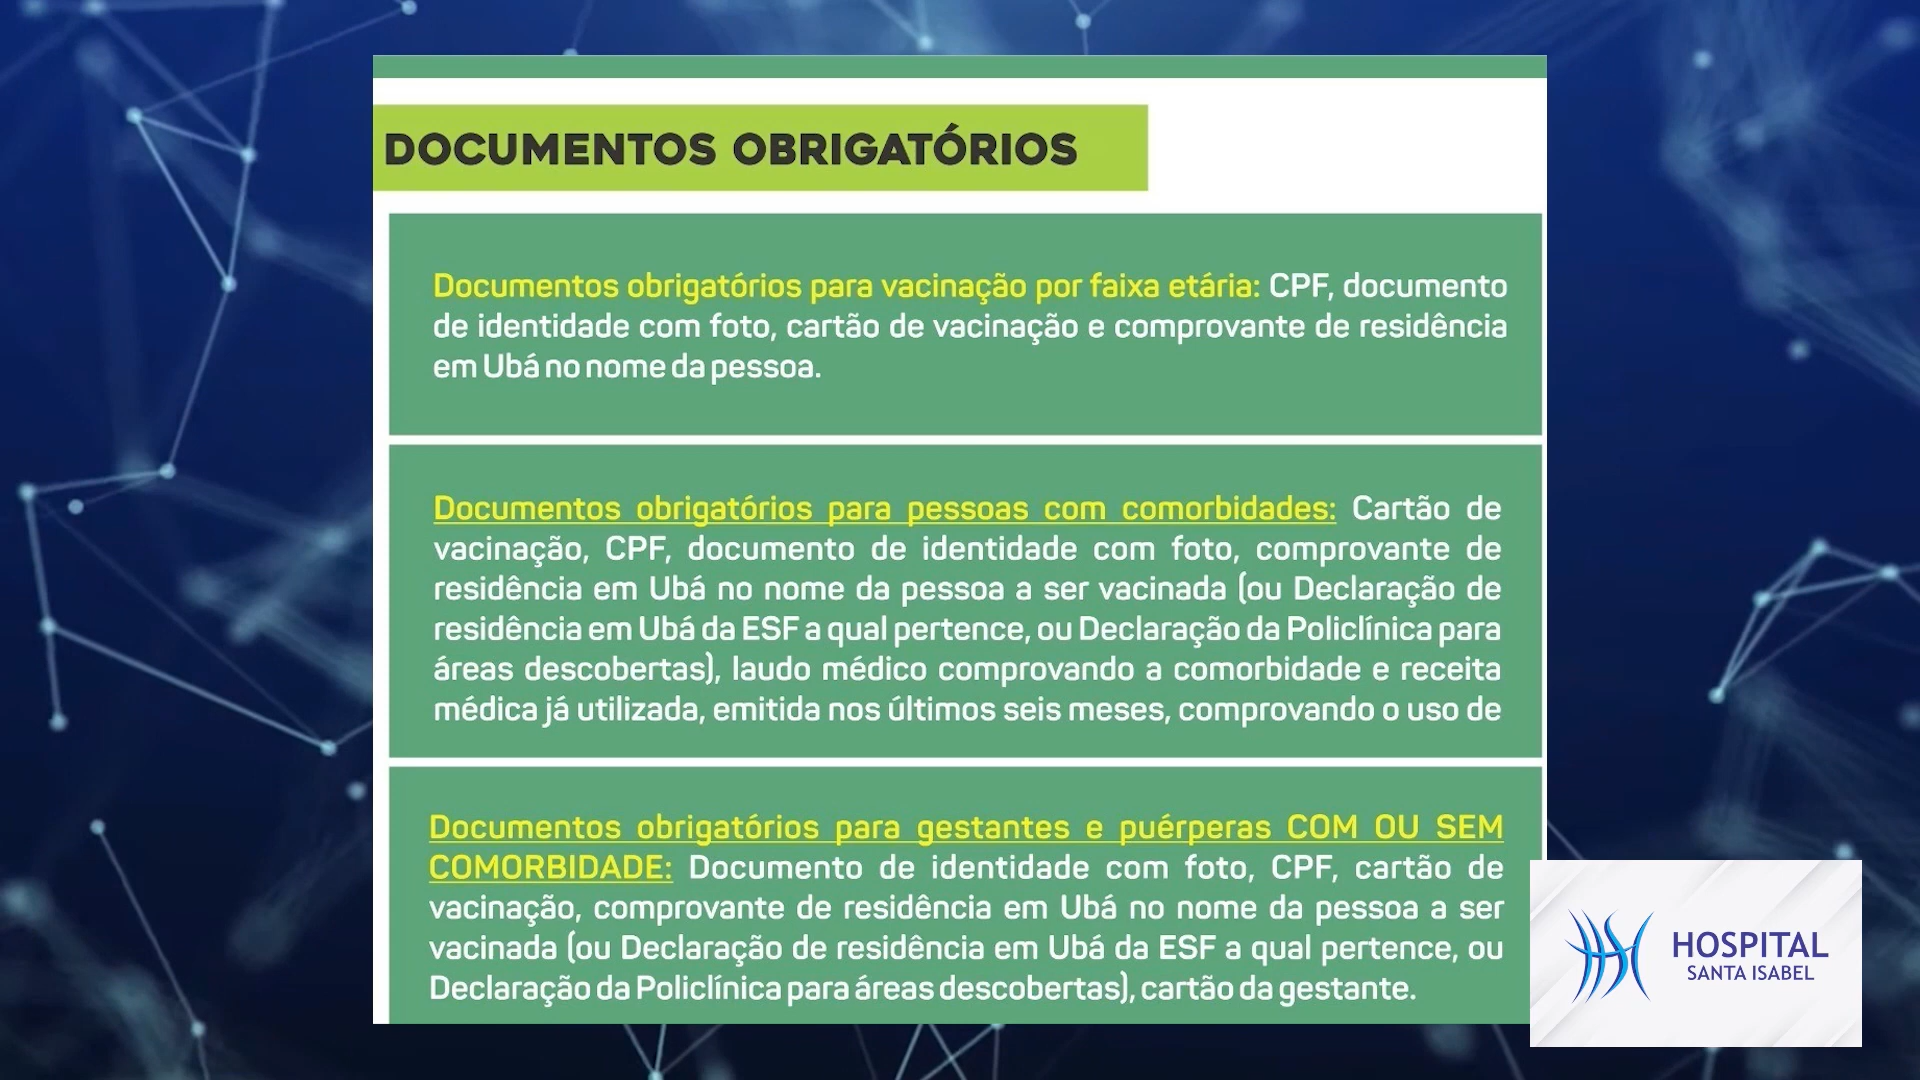 DOCUMENTOS OBRIGATÓRIOS
Documentos obrigatórios para vacinação por faixa etária: CPF, documento
de identidade com foto, cartão de vacinação e comprovante de residência
em Ubá no nome da pessoa.
Documentos obrigatórios para pessoas com comorbidades: Cartão de
vacinação, CPF, documento de identidade com foto, comprovante de
residência em Ubá no nome da pessoa a ser vacinada (ou Declaração de
residência em Ubá da ESF a qual pertence, ou Declaração da Policlínica para
áreas descobertas), laudo médico comprovando a comorbidade e receita
médica já utilizada, emitida nos últimos seis meses, comprovando o uso de
Documentos obrigatórios para gestantes e puérperas COM OU SEM
COMORBIDADE: Documento de identidade com foto, CPF, cartão de
vacinação, comprovante de residência em Ubá no nome da pessoa a ser
vacinada (ou Declaração de residência em Ubá da ESF a qual pertence, ou
Declaração da Policlínica para áreas descobertas), cartão da gestante.
HOSPITAL
SANTA ISABEL